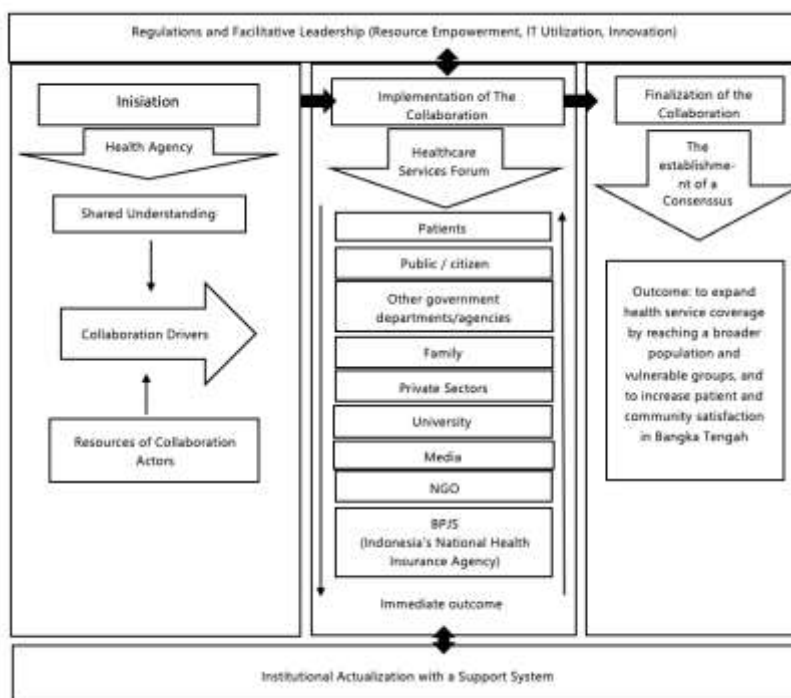 Regulations and Facilitative Leadership (Resource Empowerment, IT Utilization, Innovation)
Inisiation
Health Agency
Shared Understanding
Collaboration Drivers
Resources of Collaboration
Actors
Implementation of The
Collaboration
Healthcare
Services Forum
Patients
Public / citizen
Other government
departments/agencies
Family
Private Sectors
University
Media
NGO
BPJS
(Indonesia's National Health
Insurance Agency)
Immediate outcome
Finalization of the
Collaboration
The
establishme-
nt of a
Consenssus
Outcome: to expand
health service coverage
by reaching a broader
population and
vulnerable groups, and
to increase patient and
community satisfaction
in Bangka Tengah
Institutional Actualization with a Support System